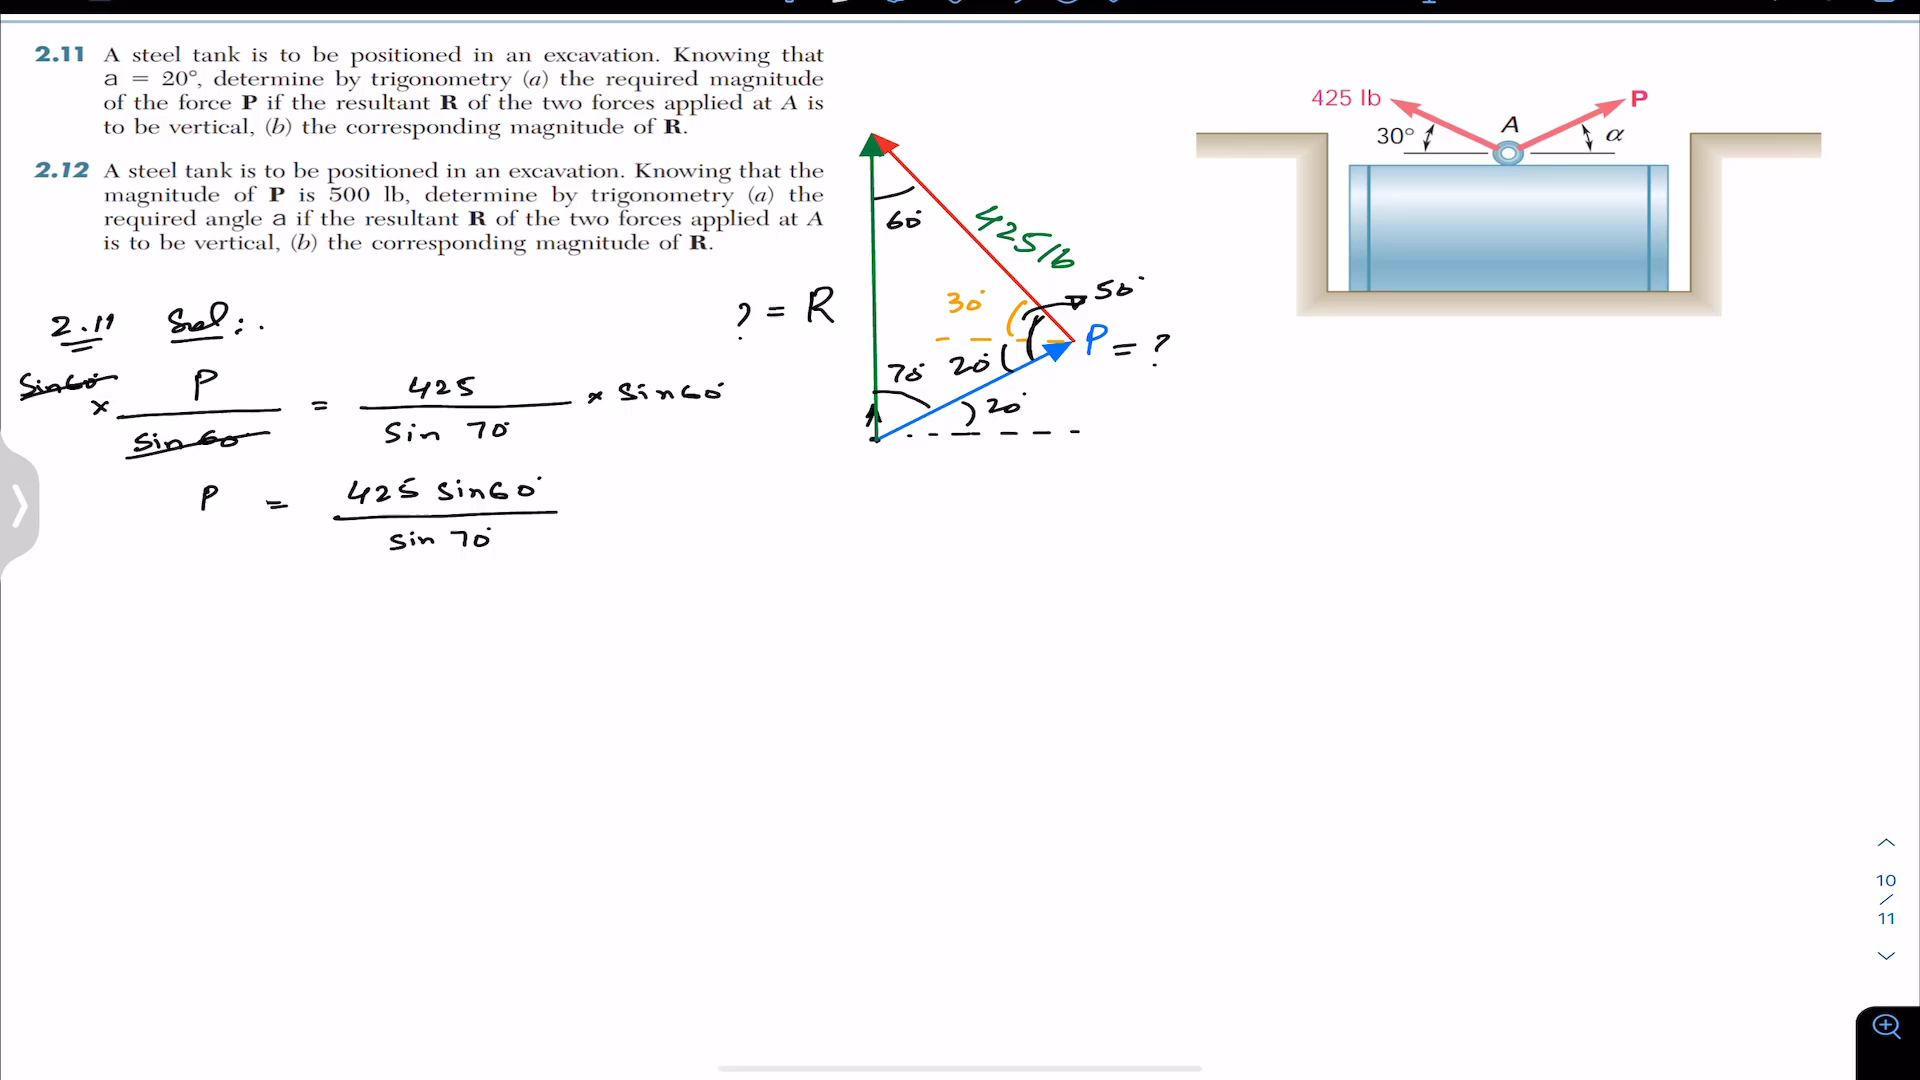 2.11 A steel tank is to be positioned in an excavation. Knowing that
a = 20°, determine by trigonometry (a) the required magnitude
of the force P if the resultant R of the two forces applied at A is
to be vertical, (b) the corresponding magnitude of R.
2.12 A steel tank is to be positioned in an excavation. Knowing that the
magnitude of P is 500 lb, determine by trigonometry (a) the
required angle a if the resultant R of the two forces applied at A
is to be vertical, (b) the corresponding magnitude of R.
2.11 Sol:.
Sin60° × P / Sin 60 = 425 / Sin 70° × Sin60°
P = 425 Sin60° / Sin 70°
60°
425 lb
? = R
30°
50°
P = ?
70° 20°
20°
425 lb
P
30°
A
α
10
/
11